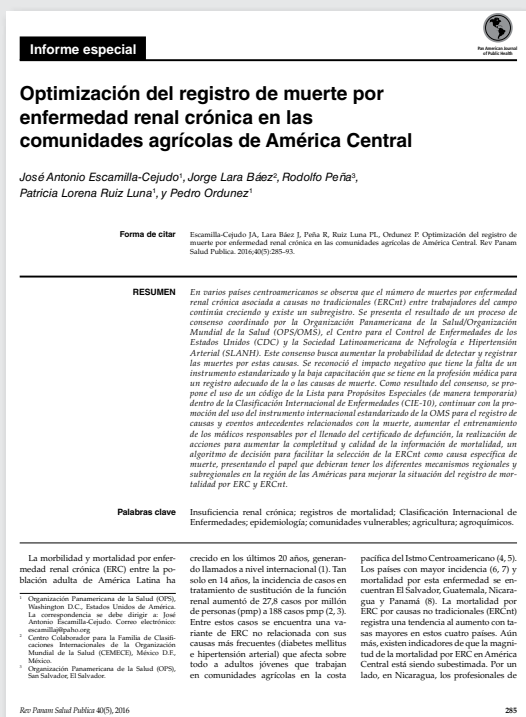 Pan American Journal
of Public Health
Informe especial
Optimización del registro de muerte por
enfermedad renal crónica en las
comunidades agrícolas de América Central
José Antonio Escamilla-Cejudo¹, Jorge Lara Báez², Rodolfo Peña³,
Patricia Lorena Ruiz Luna¹, y Pedro Ordunez¹
Forma de citar
Escamilla-Cejudo JA, Lara Báez J, Peña R, Ruiz Luna PL, Ordunez P. Optimización del registro de
muerte por enfermedad renal crónica en las comunidades agrícolas de América Central. Rev Panam
Salud Publica. 2016;40(5):285–93.
RESUMEN
En varios países centroamericanos se observa que el número de muertes por enfermedad
renal crónica asociada a causas no tradicionales (ERCnt) entre trabajadores del campo
continúa creciendo y existe un subregistro. Se presenta el resultado de un proceso de
consenso coordinado por la Organización Panamericana de la Salud/Organización
Mundial de la Salud (OPS/OMS), el Centro para el Control de Enfermedades de los
Estados Unidos (CDC) y la Sociedad Latinoamericana de Nefrología e Hipertensión
Arterial (SLANH). Este consenso busca aumentar la probabilidad de detectar y registrar
las muertes por estas causas. Se reconoció el impacto negativo que tiene la falta de un
instrumento estandarizado y la baja capacitación que se tiene en la profesión médica para
un registro adecuado de la o las causas de muerte. Como resultado del consenso, se pro-
pone el uso de un código de la Lista para Propósitos Especiales (de manera temporaria)
dentro de la Clasificación Internacional de Enfermedades (CIE-10), continuar con la pro-
moción del uso del instrumento internacional estandarizado de la OMS para el registro de
causas y eventos antecedentes relacionados con la muerte, aumentar el entrenamiento
de los médicos responsables por el llenado del certificado de defunción, la realización de
acciones para aumentar la completitud y calidad de la información de mortalidad, un
algoritmo de decisión para facilitar la selección de la ERCnt como causa específica de
muerte, presentando el papel que debieran tener los diferentes mecanismos regionales y
subregionales en la región de las Américas para mejorar la situación del registro de mor-
talidad por ERC y ERCnt.
Palabras clave
Insuficiencia renal crónica; registros de mortalidad; Clasificación Internacional de
Enfermedades; epidemiología; comunidades vulnerables; agricultura; agroquímicos.
La morbilidad y mortalidad por enfer-
medad renal crónica (ERC) entre la po-
blación adulta de América Latina ha
¹ Organización Panamericana de la Salud (OPS),
Washington D.C., Estados Unidos de América.
La correspondencia se debe dirigir a: José
Antonio Escamilla-Cejudo. Correo electrónico:
escamillaj@paho.org
² Centro Colaborador para la Familia de Clasifi-
caciones Internacionales de la Organización
Mundial de la Salud (CEMECE), México D.F.,
México.
³ Organización Panamericana de la Salud (OPS),
San Salvador, El Salvador.
crecido en los últimos 20 años, generan-
do llamados a nivel internacional (1). Tan
solo en 14 años, la incidencia de casos en
tratamiento de sustitución de la función
renal aumentó de 27,8 casos por millón
de personas (pmp) a 188 casos pmp (2, 3).
Entre estos casos se encuentra una va-
riante de ERC no relacionada con sus
causas más frecuentes (diabetes mellitus
e hipertensión arterial) que afecta sobre
todo a adultos jóvenes que trabajan
en comunidades agrícolas en la costa
pacífica del Istmo Centroamericano (4, 5).
Los países con mayor incidencia (6, 7) y
mortalidad por esta enfermedad se en-
cuentran El Salvador, Guatemala, Nicara-
gua y Panamá (8). La mortalidad por
ERC por causas no tradicionales (ERCnt)
registra una tendencia al aumento con ta-
sas mayores en estos cuatro países. Aún
más, existen indicadores de que la magni-
tud de la mortalidad por ERC en América
Central está siendo subestimada. Por un
lado, en Nicaragua, los profesionales de
Rev Panam Salud Publica 40(5), 2016
285